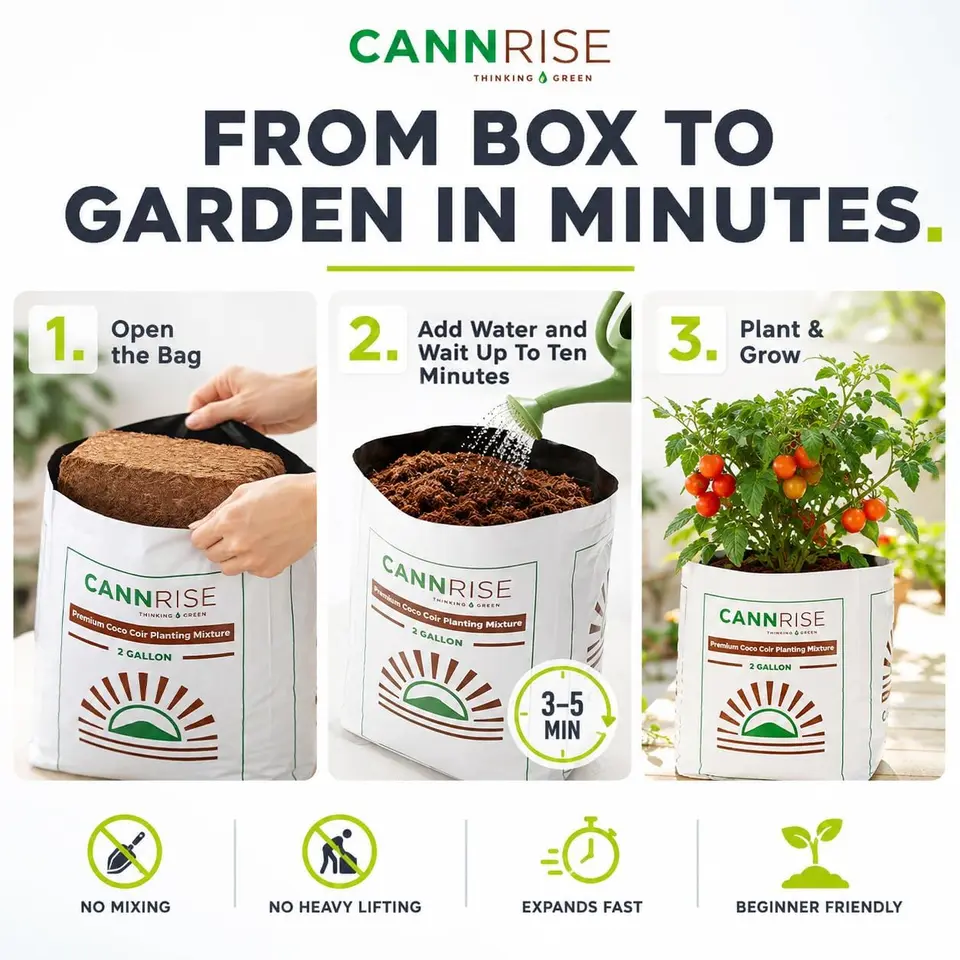 CANNRISE
THINKING GREEN
FROM BOX TO
GARDEN IN MINUTES.
1.
Open
the Bag
2.
Add Water and
Wait Up To Ten
Minutes
3.
Plant &
Grow
CANNRISE
THINKING GREEN
Premium Coco Coir Planting Mixture
2 GALLON
CANNRISE
THINKING GREEN
Premium Coco Coir Planting Mixture
2 GALLON
3–5
MIN
CANNRISE
THINKING GREEN
Premium Coco Coir Planting Mixture
2 GALLON
NO MIXING
NO HEAVY LIFTING
EXPANDS FAST
BEGINNER FRIENDLY